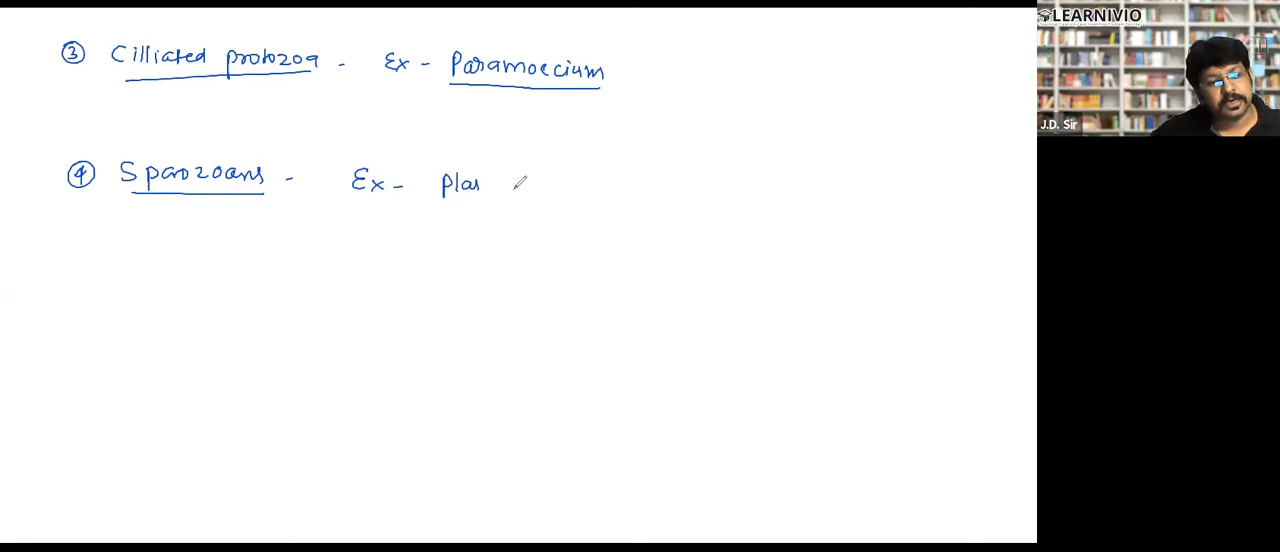 ③ Cilliated protozoa - Ex - Paramoecium
④ Sporozoans - Ex - plas
LEARNIVIO
J.D. Sir